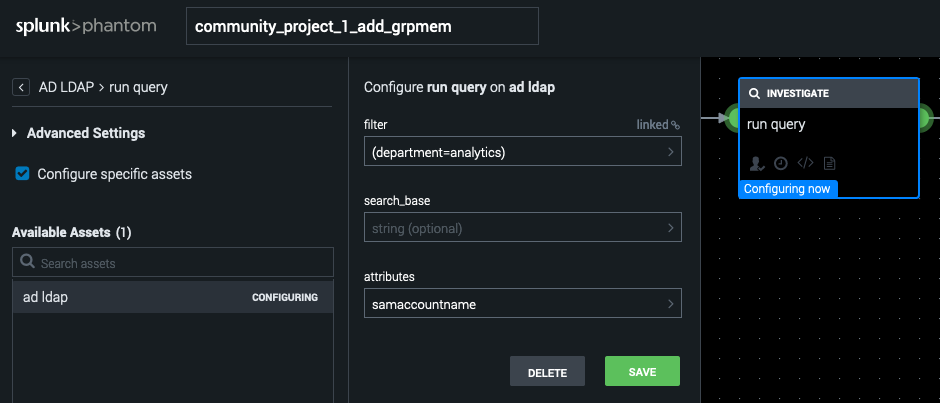 splunk>phantom
community_project_1_add_grpmem
AD LDAP > run query
Advanced Settings
Configure specific assets
Available Assets (1)
Search assets
ad ldap CONFIGURING
Configure run query on ad ldap
filter linked
(department=analytics)
search_base
string (optional)
attributes
samaccountname
DELETE SAVE
INVESTIGATE
run query
</>
Configuring now